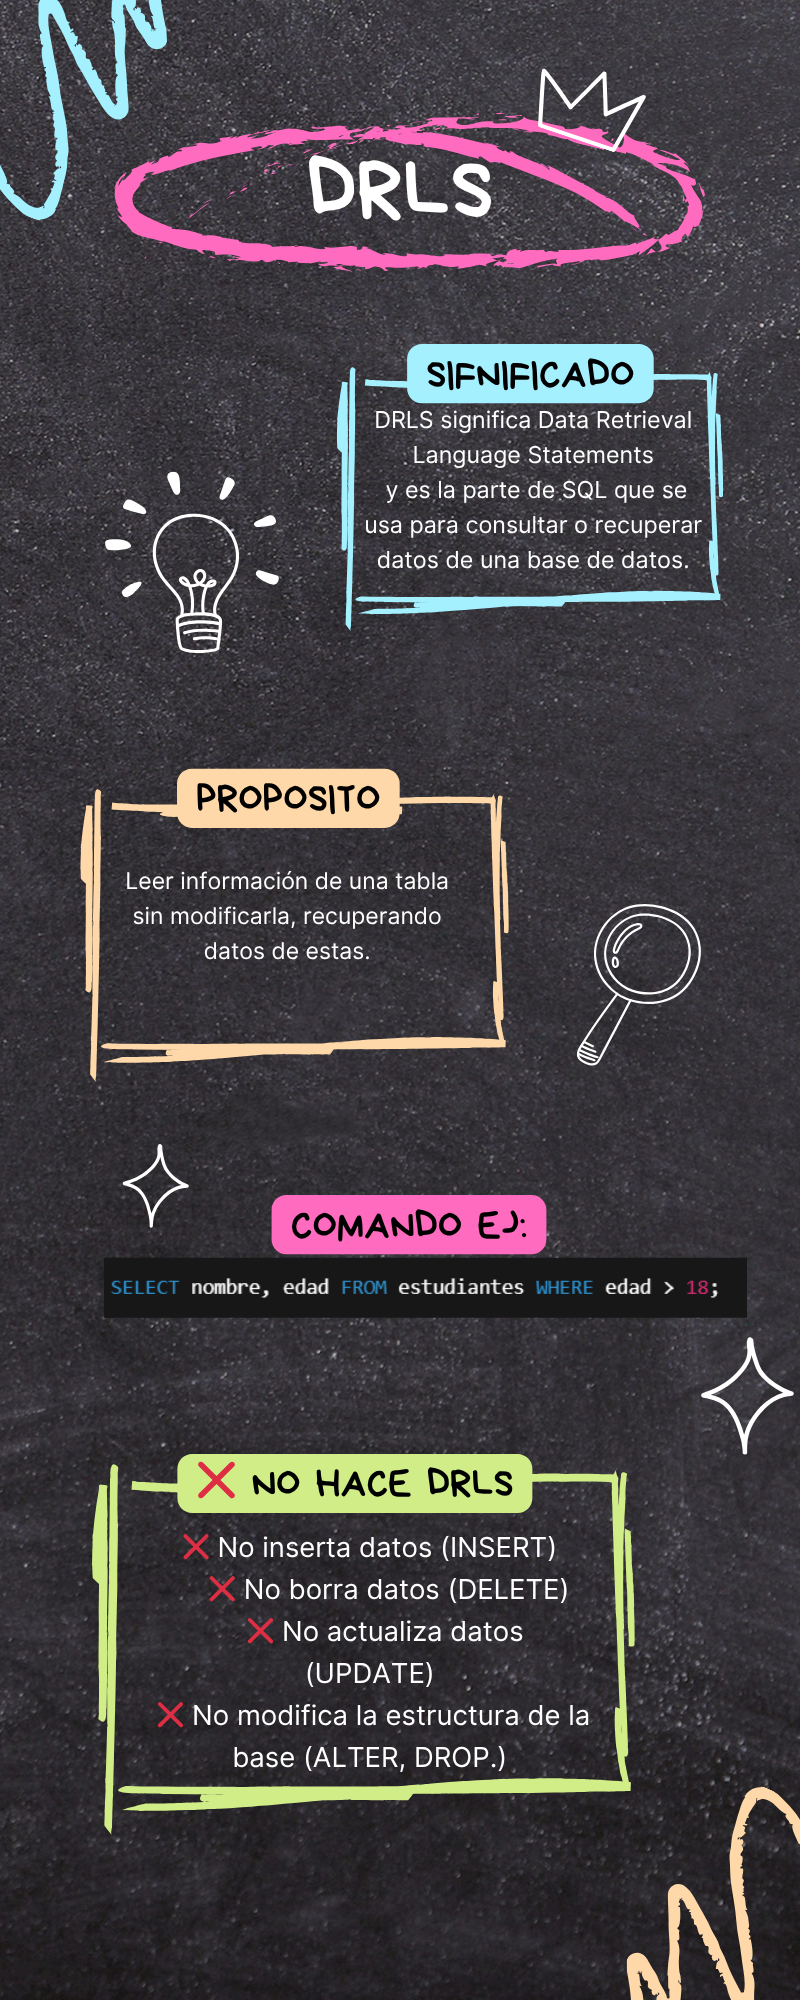 DRLS
SIFNIFICADO
DRLS significa Data Retrieval
Language Statements
y es la parte de SQL que se
usa para consultar o recuperar
datos de una base de datos.
PROPOSITO
Leer información de una tabla
sin modificarla, recuperando
datos de estas.
COMANDO EJ:
SELECT nombre, edad FROM estudiantes WHERE edad > 18;
❌ NO HACE DRLS
❌ No inserta datos (INSERT)
❌ No borra datos (DELETE)
❌ No actualiza datos
(UPDATE)
❌ No modifica la estructura de la
base (ALTER, DROP.)